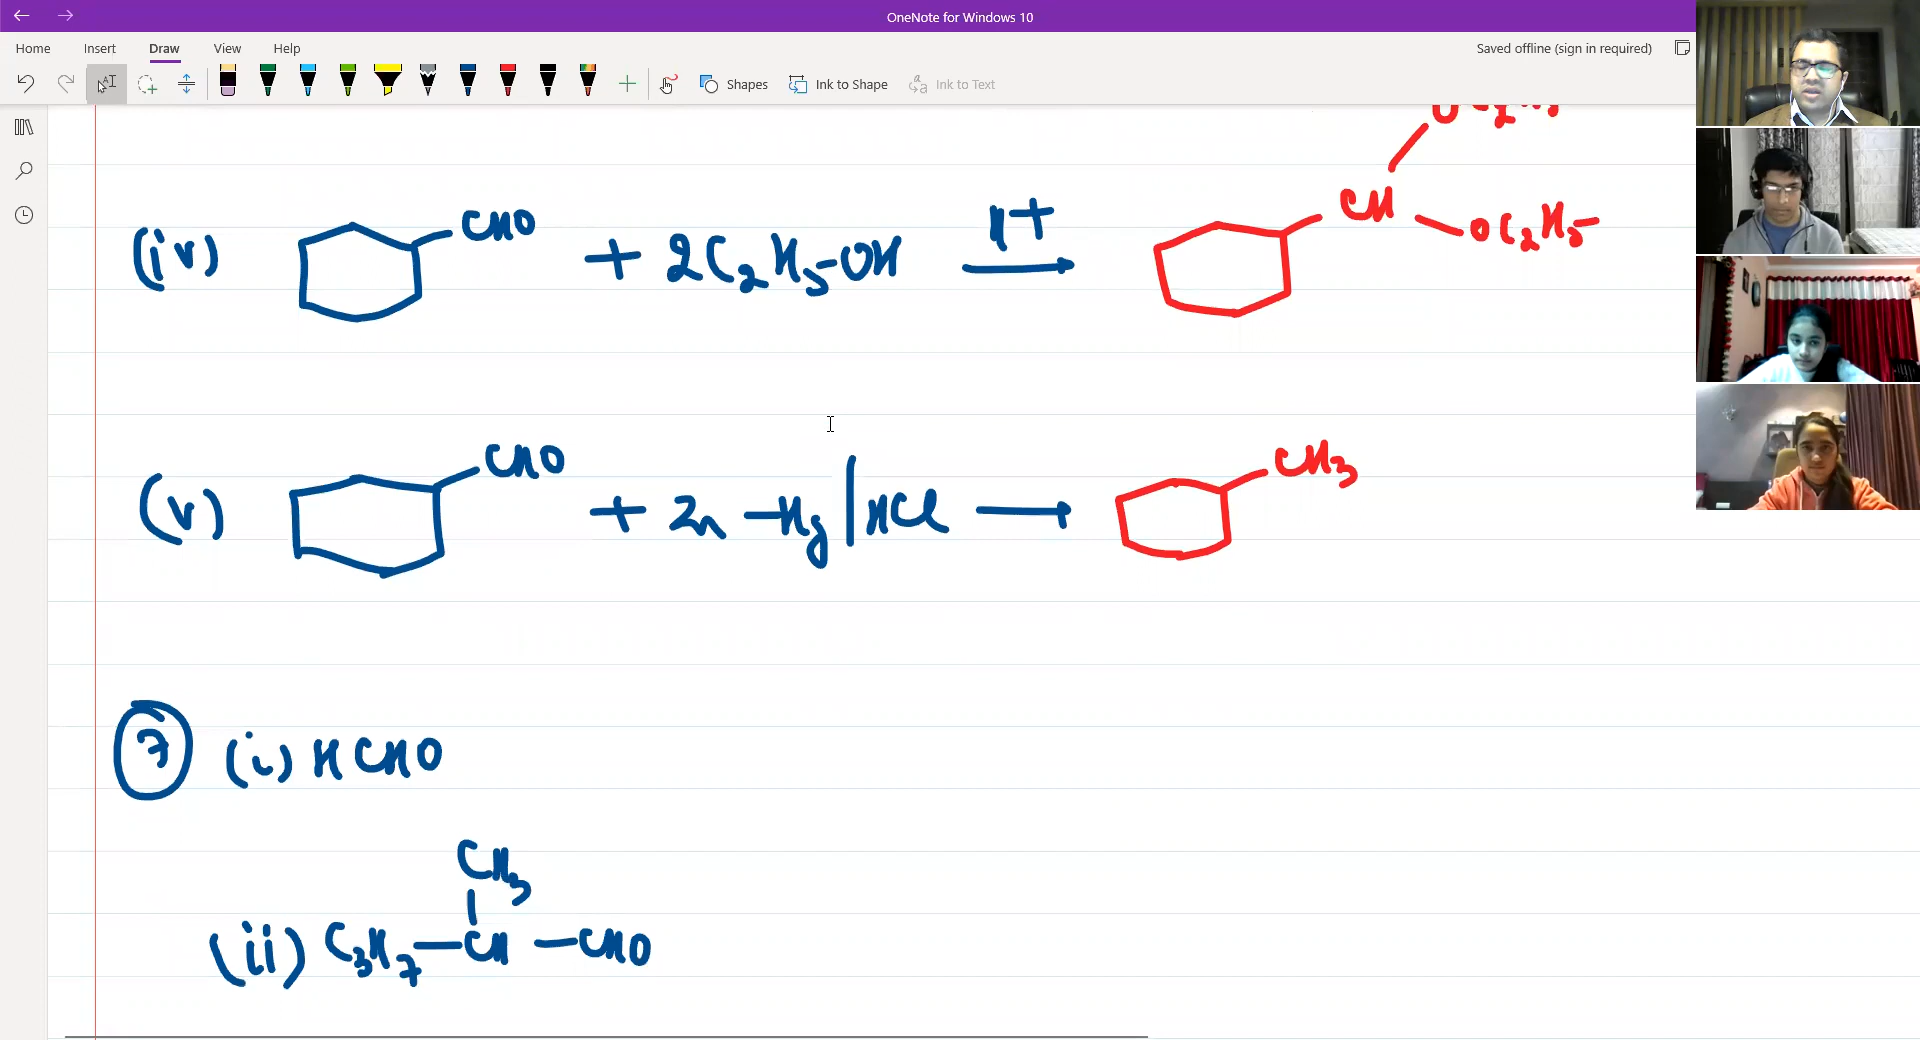 OneNote for Windows 10
Home Insert Draw View Help Saved offline (sign in required)
Shapes Ink to Shape Ink to Text
(iv) CHO + 2C2H5-OH H+ CH OC2H5
(v) CHO + Zn-Hg|HCl CH3
7 (i) HCHO
CH3
(ii) C3H7-CH-CHO